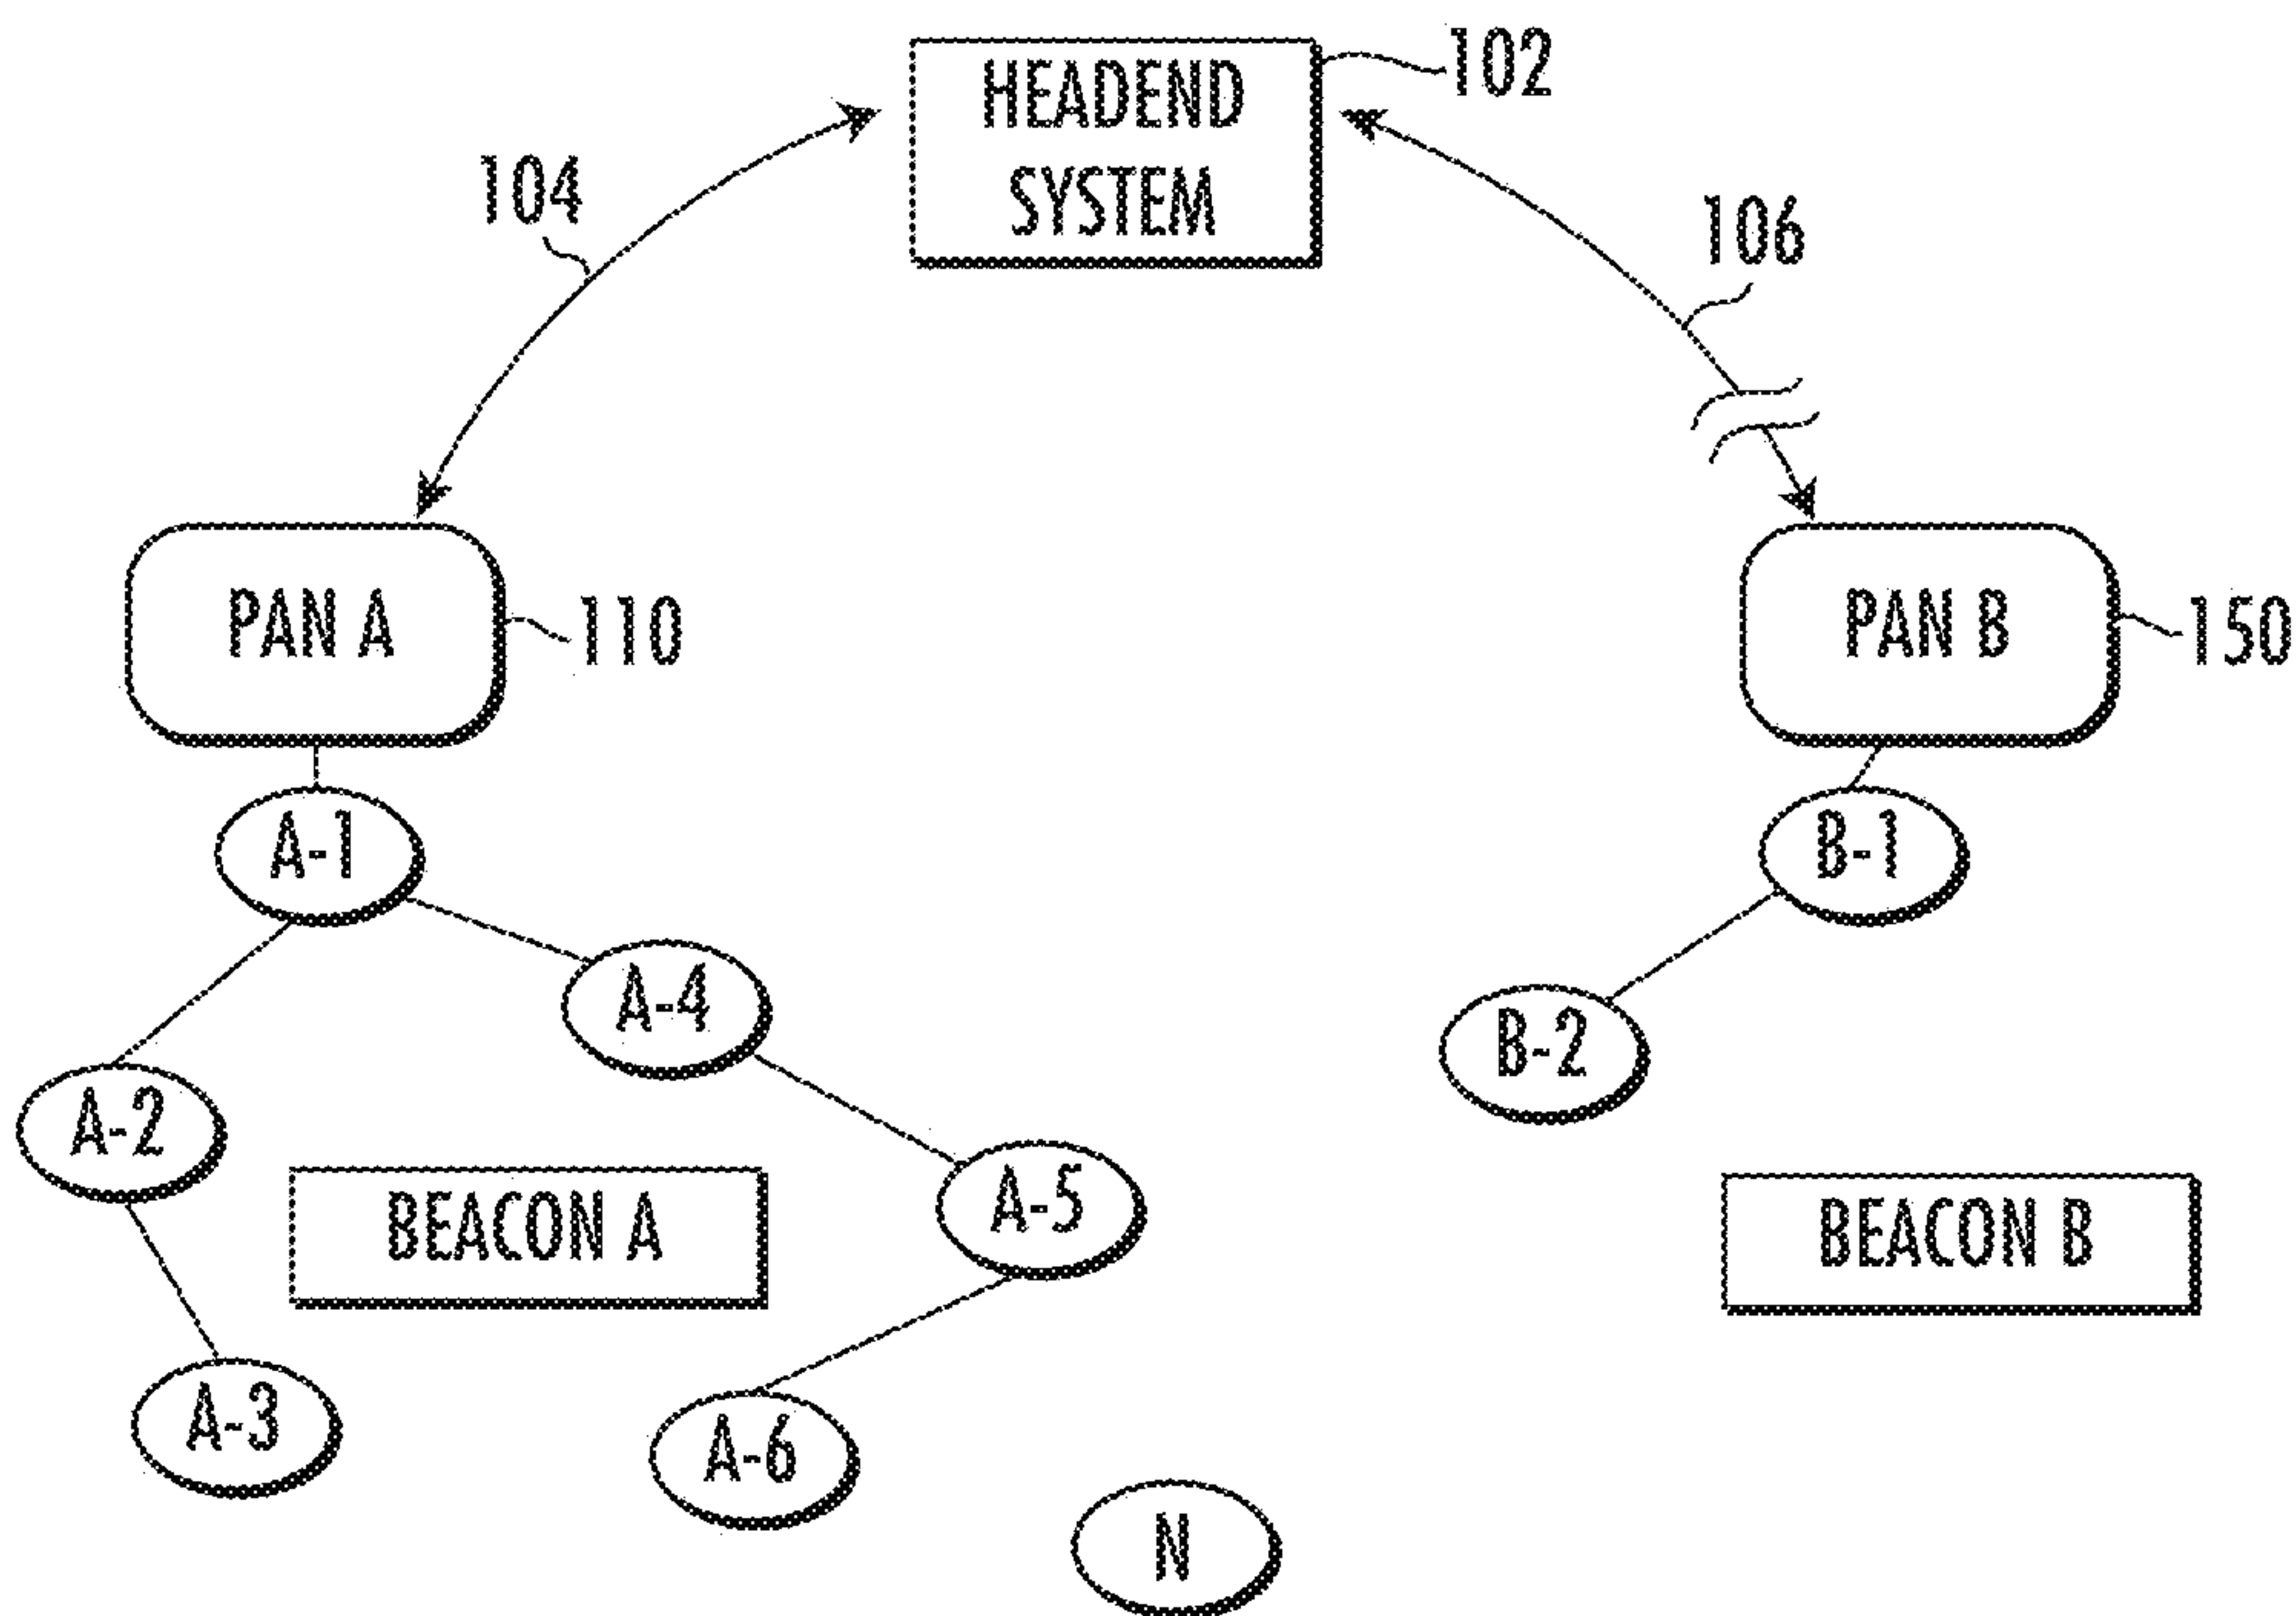 HEADEND
SYSTEM
102
104
106
PAN A
110
PAN B
150
A-1
B-1
A-4
B-2
A-2
A-5
BEACON A
BEACON B
A-3
A-6
N